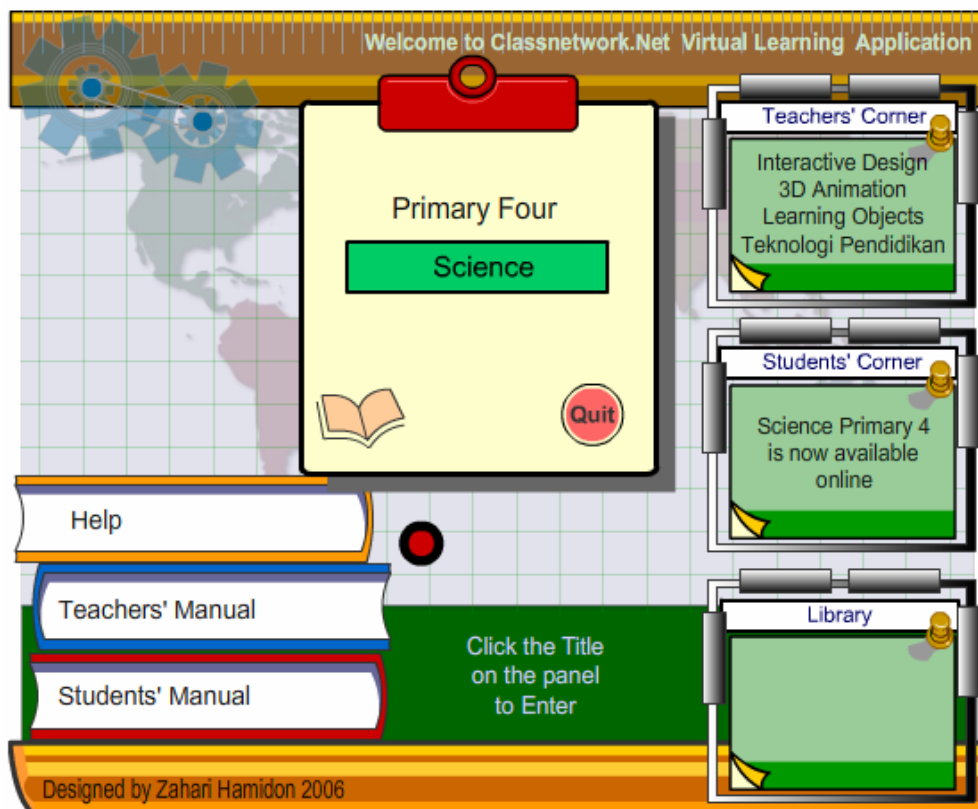 Welcome to Classnetwork.Net Virtual Learning Application
Primary Four
Science
Quit
Teachers' Corner
Interactive Design
3D Animation
Learning Objects
Teknologi Pendidikan
Students' Corner
Science Primary 4
is now available
online
Help
Teachers' Manual
Students' Manual
Click the Title
on the panel
to Enter
Library
Designed by Zahari Hamidon 2006